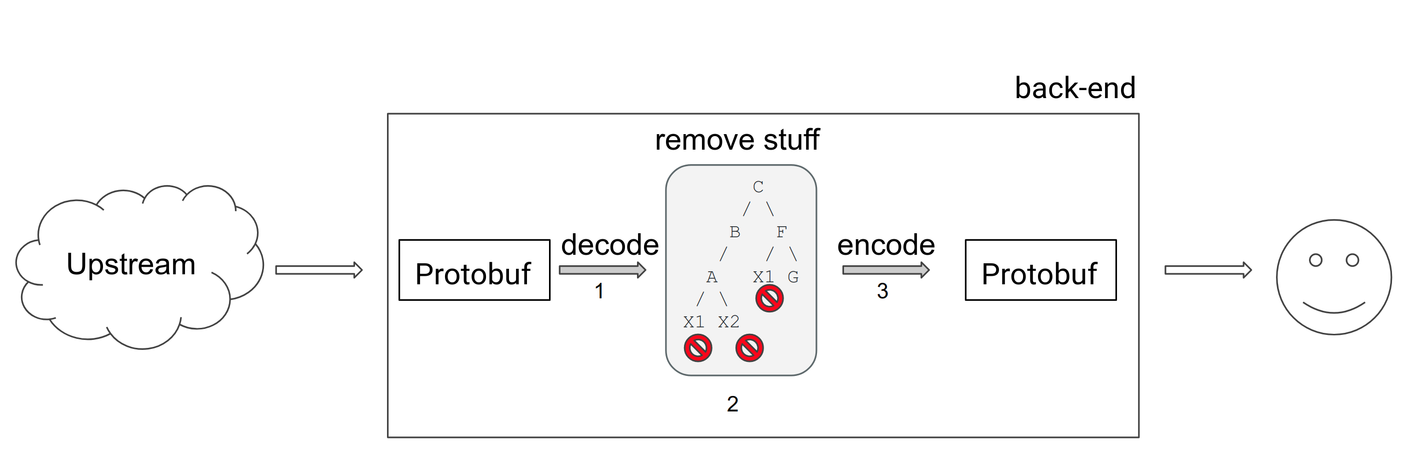 back-end
remove stuff
Upstream
Protobuf
decode
1
C
/ \
B F
/ / \
A X1 G
/ \
X1 X2
2
encode
3
Protobuf